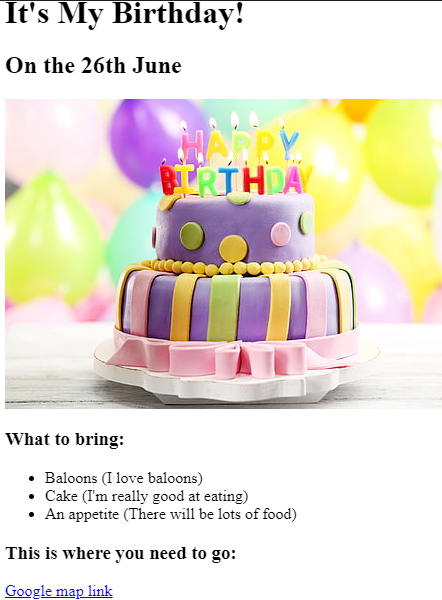 It's My Birthday!
On the 26th June
HAPPY
BIRTHDAY
What to bring:
Baloons (I love baloons)
Cake (I'm really good at eating)
An appetite (There will be lots of food)
This is where you need to go:
Google map link